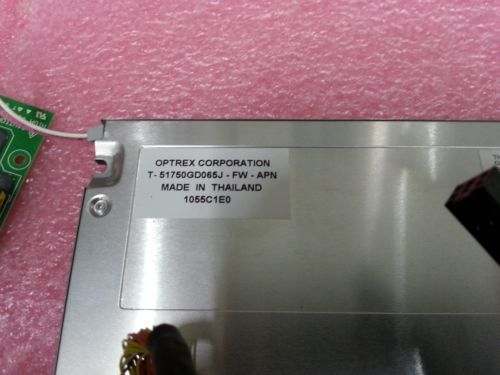 OPTREX CORPORATION
T-51750GD065J-FW-APN
MADE IN THAILAND
1055C1E0